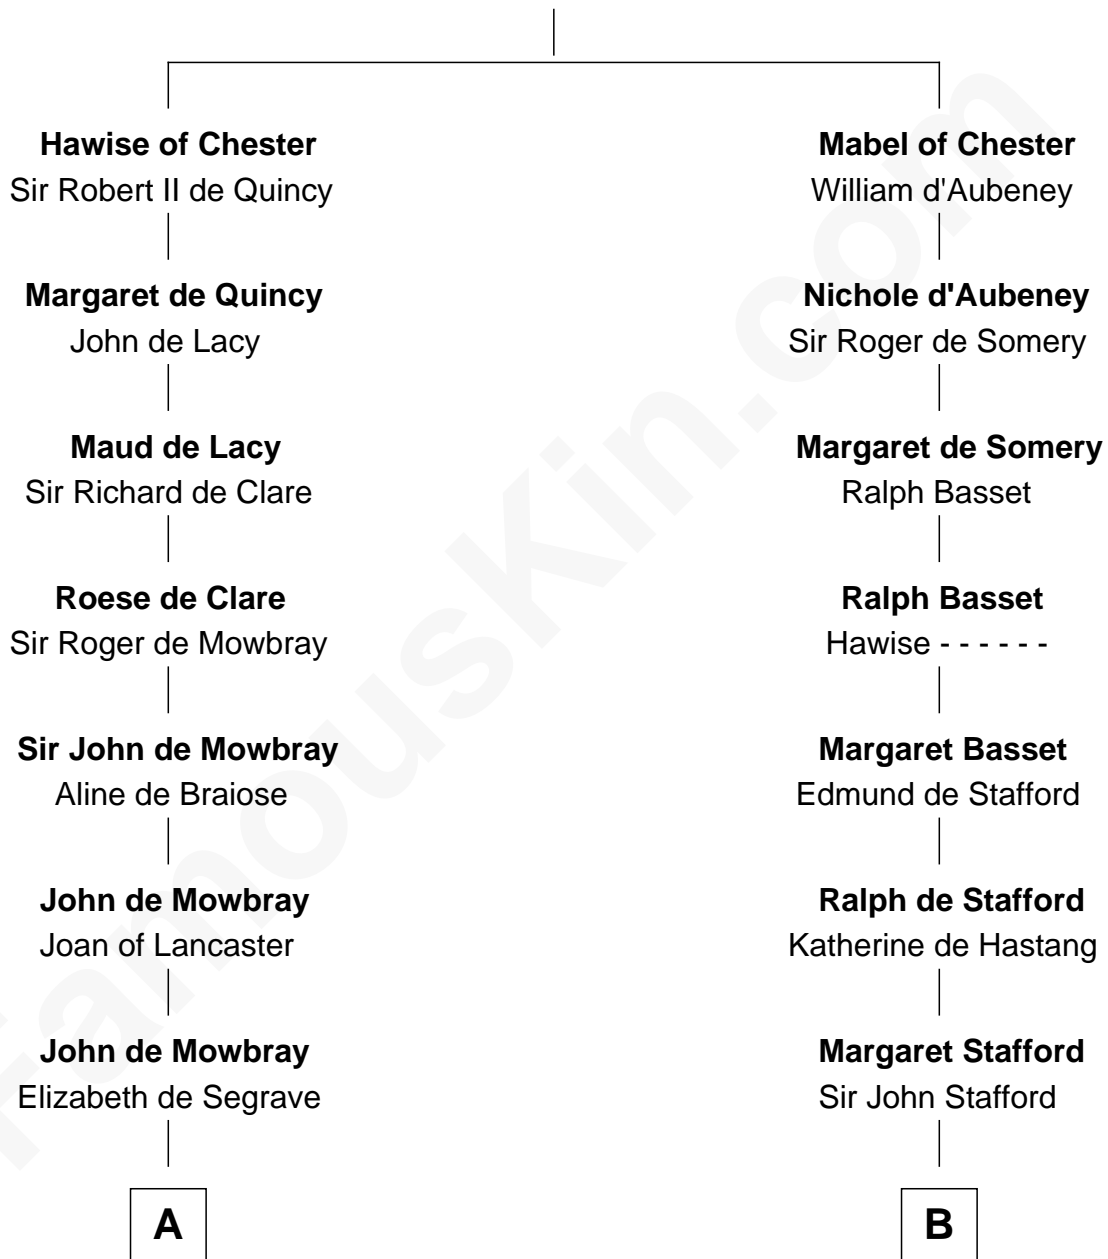 Hawise of Chester
Sir Robert II de Quincy
Margaret de Quincy
John de Lacy
Maud de Lacy
Sir Richard de Clare
Roese de Clare
Sir Roger de Mowbray
Sir John de Mowbray
Aline de Braiose
John de Mowbray
Joan of Lancaster
John de Mowbray
Elizabeth de Segrave
A
Mabel of Chester
William d'Aubeney
Nichole d'Aubeney
Sir Roger de Somery
Margaret de Somery
Ralph Basset
Ralph Basset
Hawise - - - - - -
Margaret Basset
Edmund de Stafford
Ralph de Stafford
Katherine de Hastang
Margaret Stafford
Sir John Stafford
B
FamousKin.com